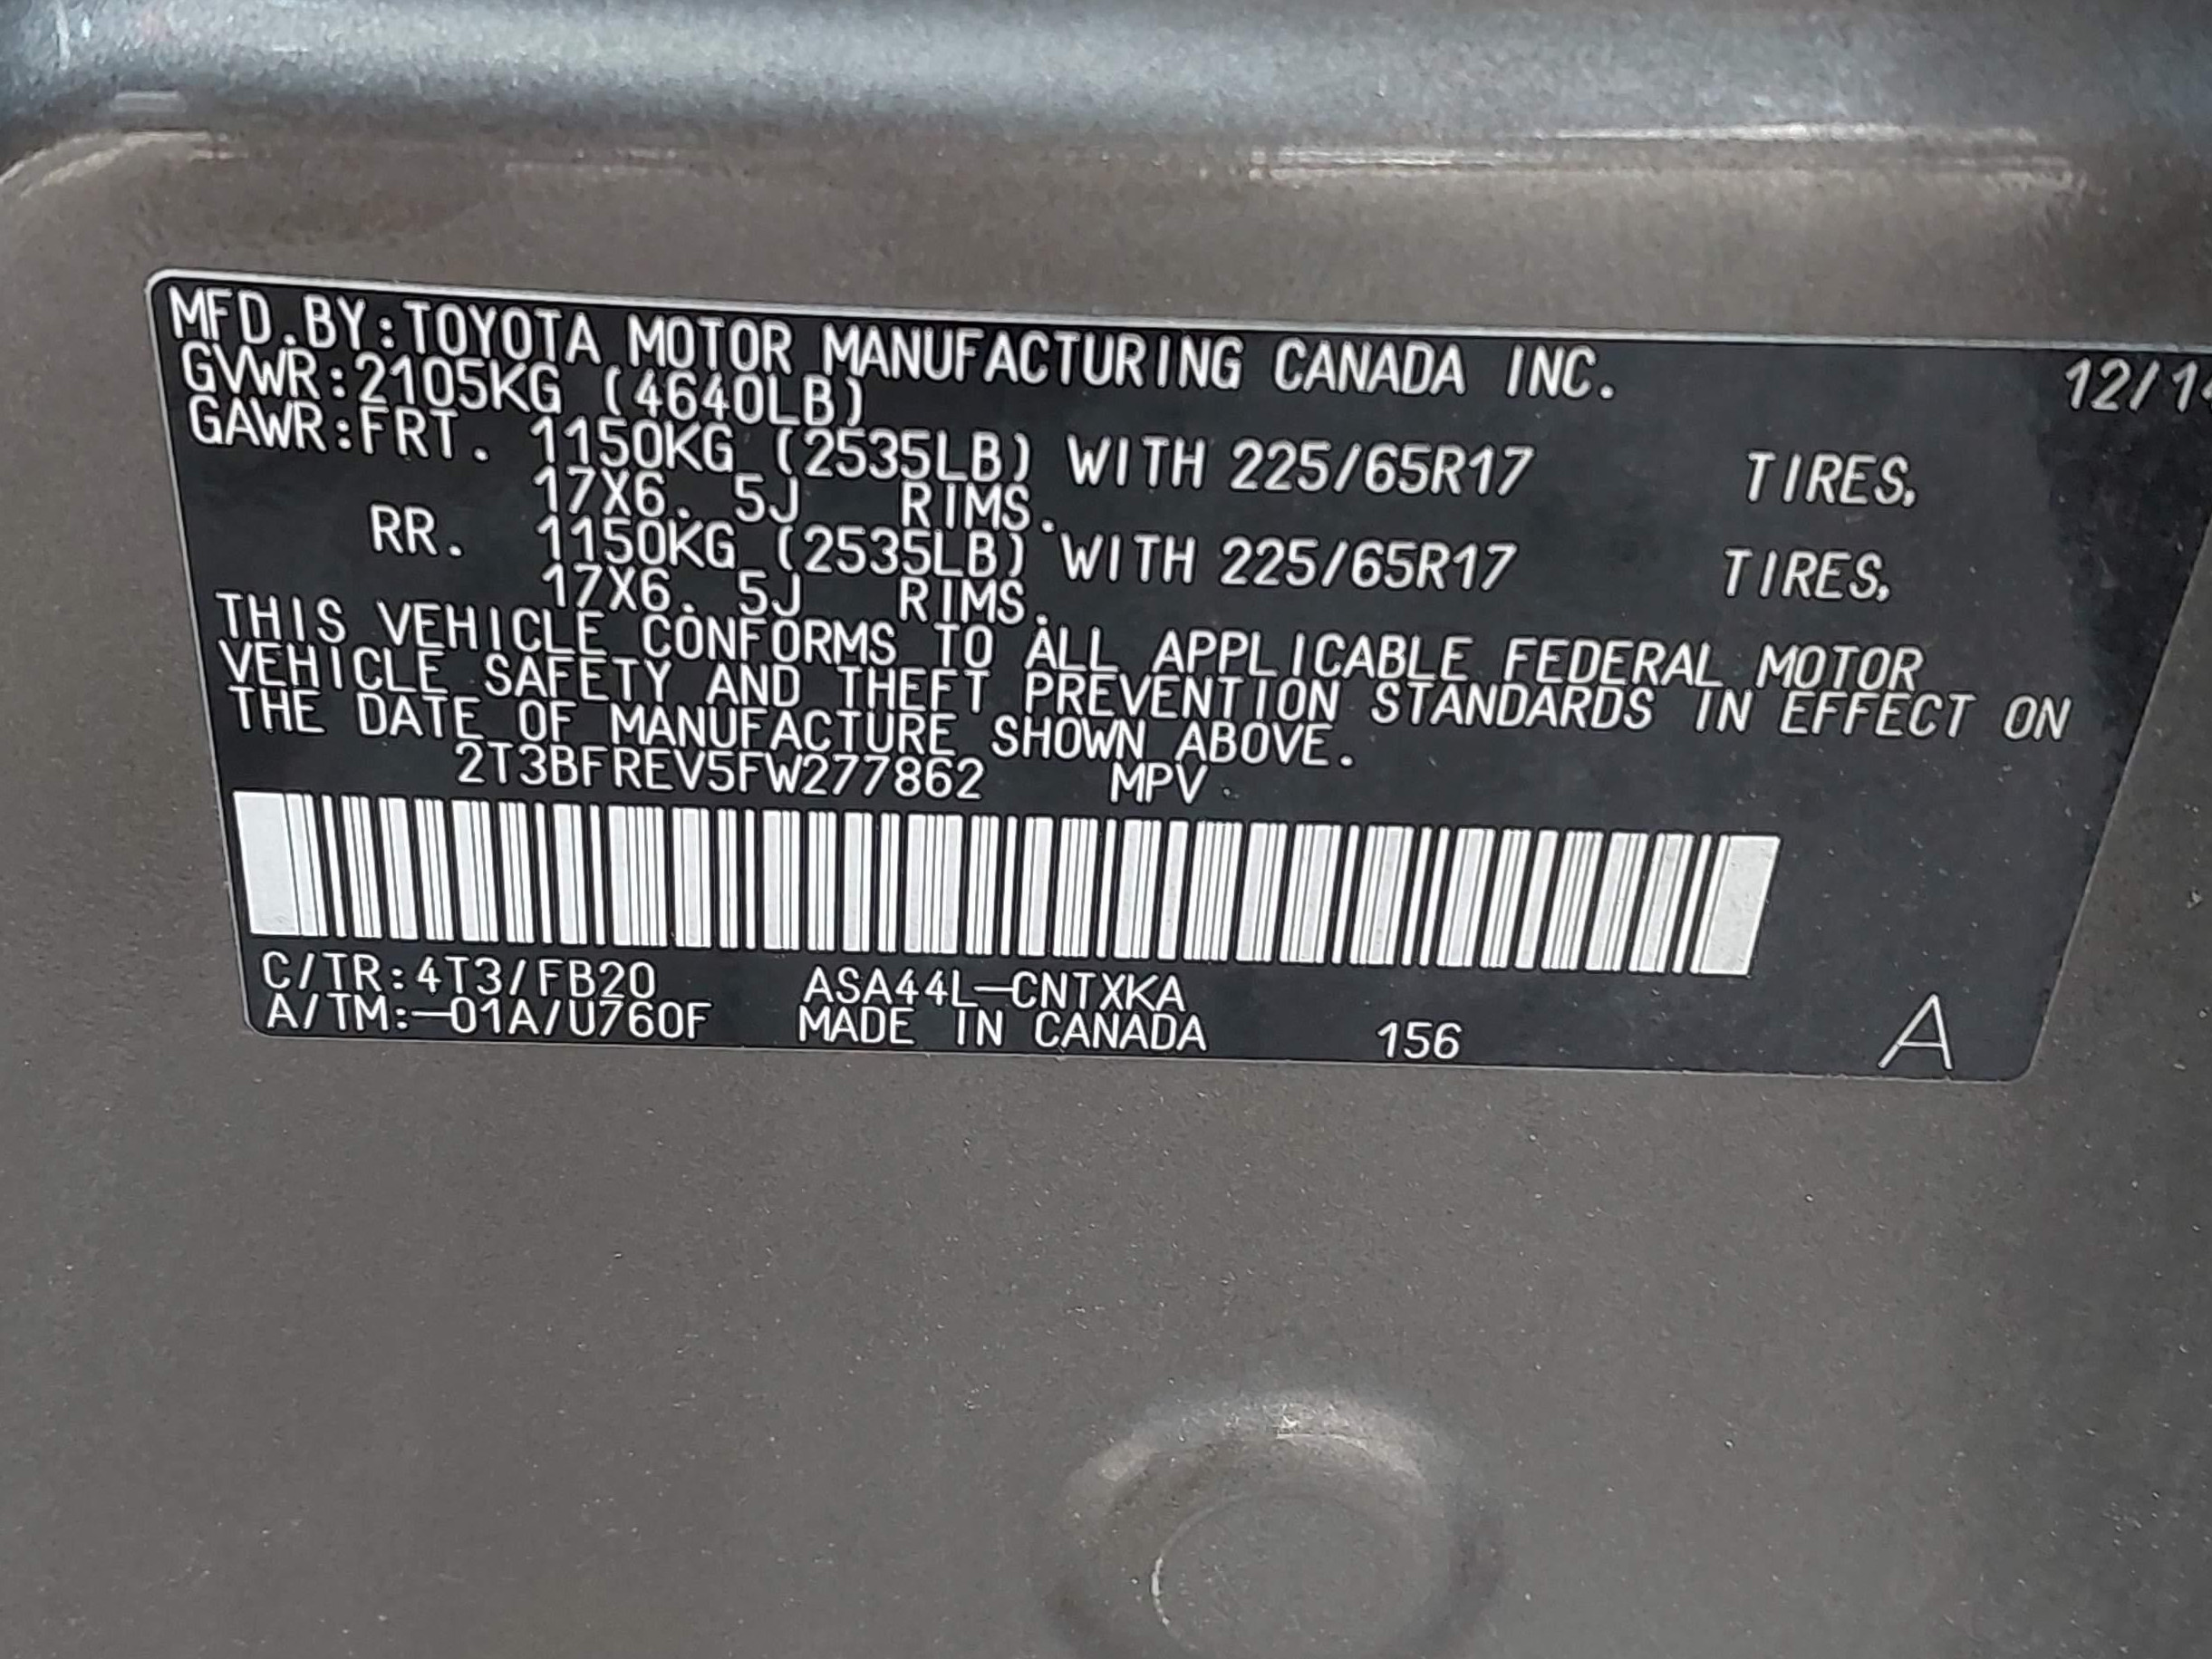 MFD.BY:TOYOTA MOTOR MANUFACTURING CANADA INC. 12/14
GVWR:2105KG (4640LB)
GAWR:FRT. 1150KG (2535LB) WITH 225/65R17 TIRES,
17X6. 5J RIMS.
RR. 1150KG (2535LB) WITH 225/65R17 TIRES,
17X6. 5J RIMS.
THIS VEHICLE CONFORMS TO ALL APPLICABLE FEDERAL MOTOR
VEHICLE SAFETY AND THEFT PREVENTION STANDARDS IN EFFECT ON
THE DATE OF MANUFACTURE SHOWN ABOVE.
2T3BFREV5FW277862 MPV
C/TR:4T3/FB20 ASA44L-CNTXKA
A/TM:-01A/U760F MADE IN CANADA 156 A